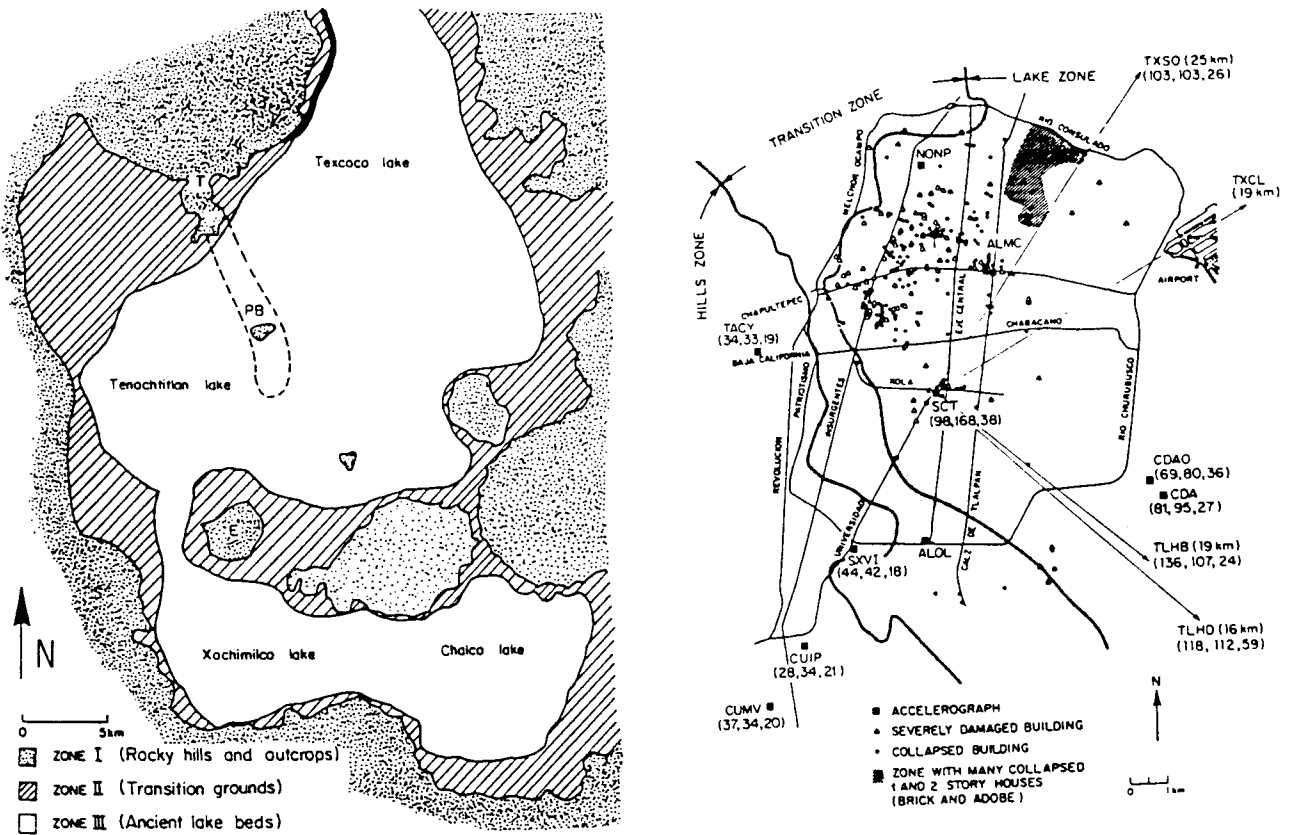 Texcoco lake
T
PB
Tenochtitlan lake
E
Xochimilco lake
Chalco lake
N
0 5km
ZONE I (Rocky hills and outcrops)
ZONE II (Transition grounds)
ZONE III (Ancient lake beds)
TXSO (25 km)
(103, 103, 26)
LAKE ZONE
TRANSITION ZONE
HILLS ZONE
RIO CONSULADO
MELCHOR OCAMPO
NONP
TXCL
(19 km)
ALMC
AIRPORT
CHAPULTEPEC
EJE CENTRAL
CHABACANO
TACY
(34,33,19)
BAJA CALIFORNIA
PATRIOTISMO
INSURGENTES
XOLA
SCT
(98,168,38)
RIO CHURUBUSCO
REVOLUCION
CDAO
(69,80,36)
CDA
(81,95,27)
UNIVERSIDAD
CALZ DE TLALPAN
ALOL
SXVI
(44,42,18)
TLHB (19 km)
(136, 107, 24)
TLHD (16 km)
(118, 112,59)
CUIP
(28,34,21)
CUMV
(37,34,20)
N
ACCELEROGRAPH
SEVERELY DAMAGED BUILDING
COLLAPSED BUILDING
ZONE WITH MANY COLLAPSED
1 AND 2 STORY HOUSES
(BRICK AND ADOBE)
0 1km